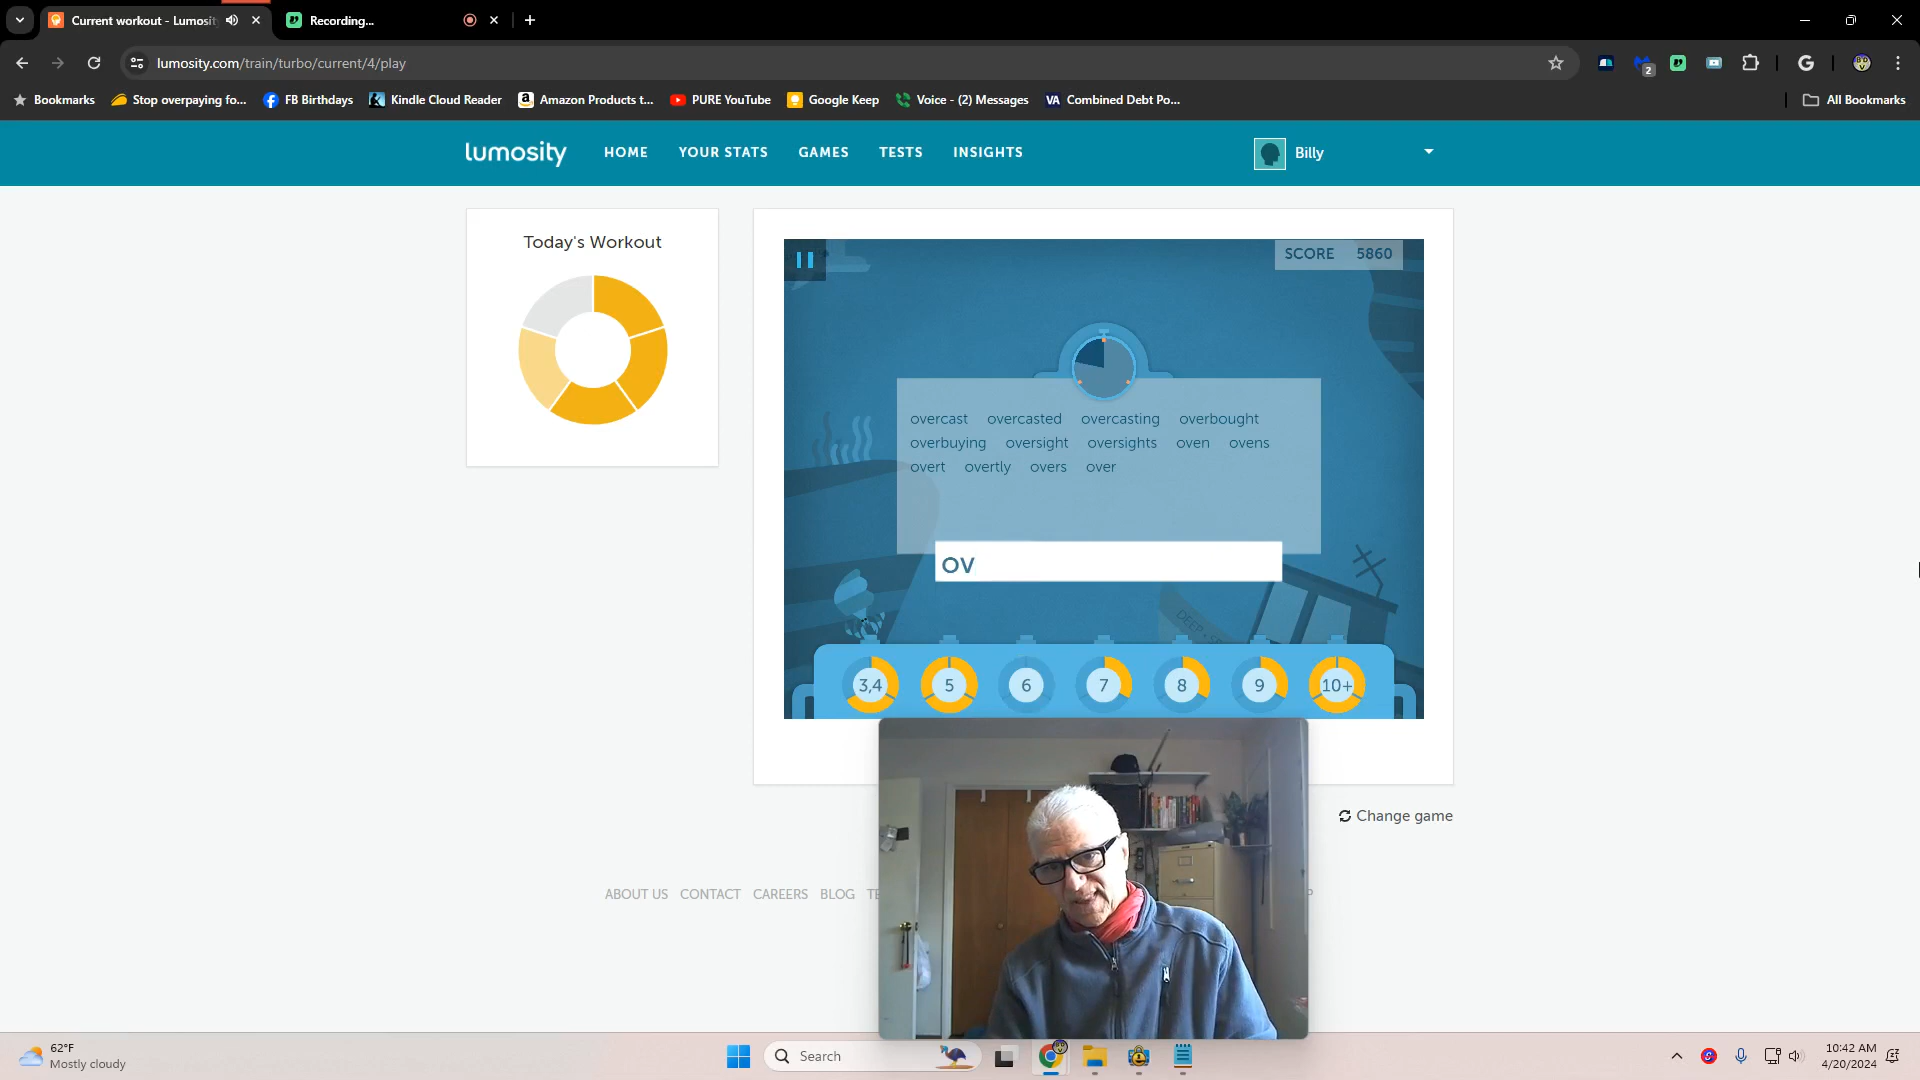 Current workout - Lumosit
Recording...
lumosity.com/train/turbo/current/4/play
2
G
Bookmarks
Stop overpaying fo...
FB Birthdays
Kindle Cloud Reader
Amazon Products t...
PURE YouTube
Google Keep
Voice - (2) Messages
VA Combined Debt Po...
All Bookmarks
lumosity
HOME
YOUR STATS
GAMES
TESTS
INSIGHTS
Billy
Today's Workout
SCORE 5860
overcast overcasted overcasting overbought
overbuying oversight oversights oven ovens
overt overtly overs over
OV
3,4 5 6 7 8 9 10+
Change game
ABOUT US CONTACT CAREERS BLOG
62°F
Mostly cloudy
Search
10:42 AM
4/20/2024